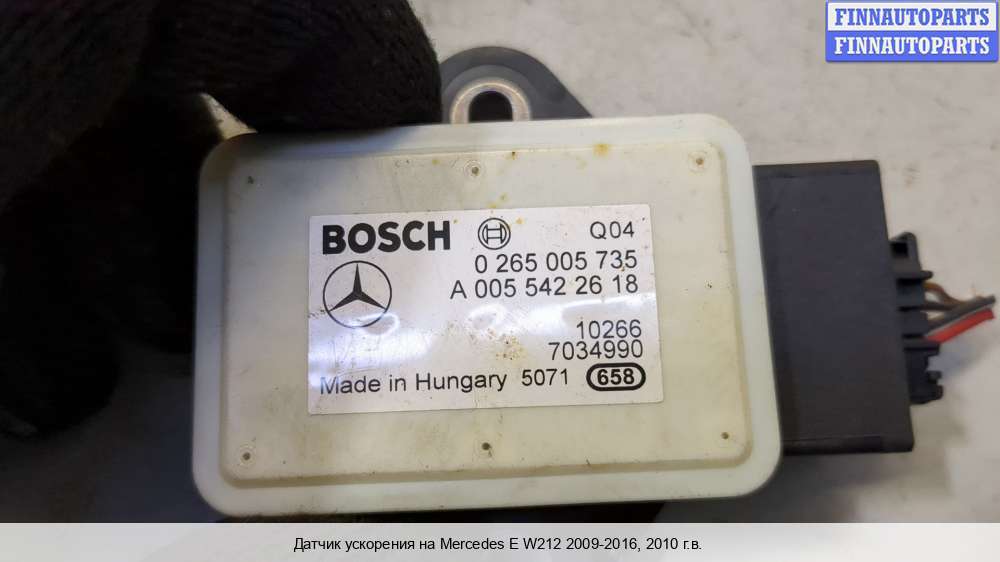 FINNAUTOPARTS
FINNAUTOPARTS
BOSCH Q04
0 265 005 735
A 005 542 26 18
10266
7034990
Made in Hungary 5071 658
Датчик ускорения на Mercedes E W212 2009-2016, 2010 г.в.